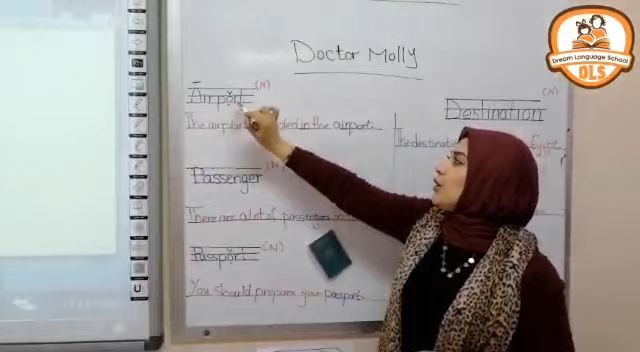 Doctor Molly
Airport (N)
The airplane landed in the airport.
Passenger (N)
There are a lot of passengers
Passport (N)
You should prepare your passport
Destination (N)
The destination Egypt
Dream Language School
DLS